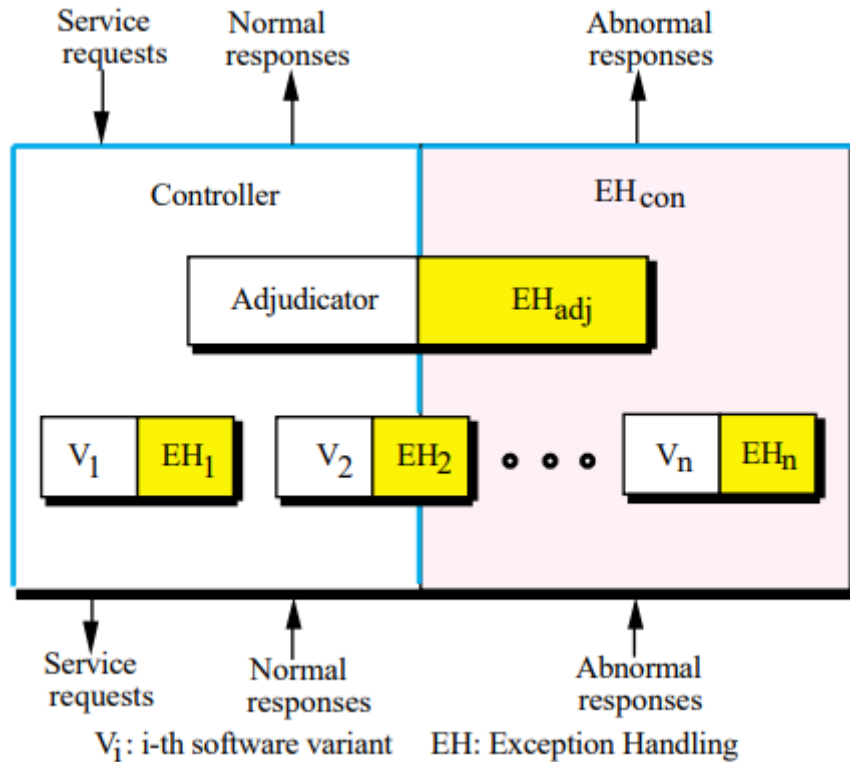 Service requests
Normal responses
Abnormal responses
Controller
EHcon
Adjudicator
EHadj
V1
EH1
V2
EH2
Vn
EHn
Service requests
Normal responses
Abnormal responses
Vi: i-th software variant
EH: Exception Handling